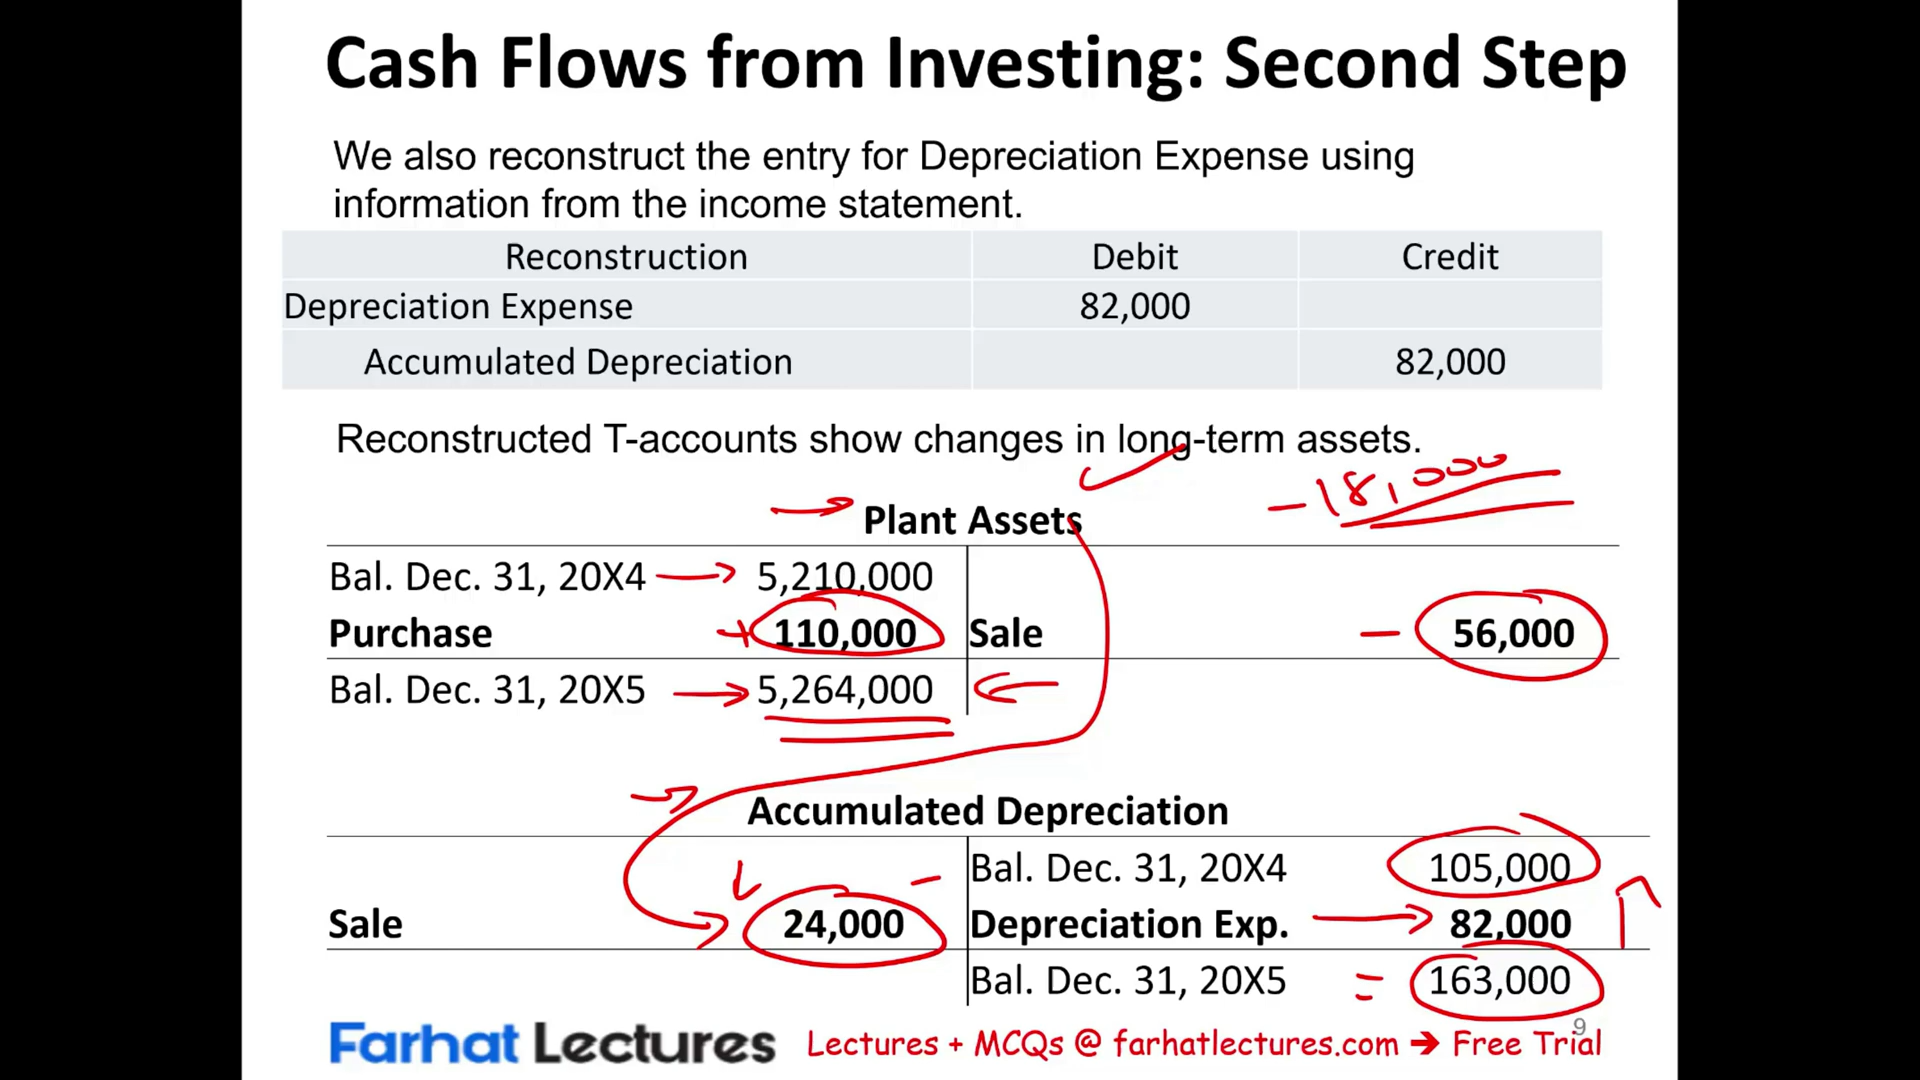 Cash Flows from Investing: Second Step
We also reconstruct the entry for Depreciation Expense using
information from the income statement.
Reconstruction Debit Credit
Depreciation Expense 82,000
Accumulated Depreciation 82,000
Reconstructed T-accounts show changes in long-term assets.
-18,000
Plant Assets
Bal. Dec. 31, 20X4 5,210,000
Purchase + 110,000 Sale - 56,000
Bal. Dec. 31, 20X5 5,264,000
Accumulated Depreciation
Bal. Dec. 31, 20X4 105,000
Sale 24,000 Depreciation Exp. 82,000
Bal. Dec. 31, 20X5 = 163,000
Farhat Lectures Lectures + MCQs @ farhatlectures.com → Free Trial
9